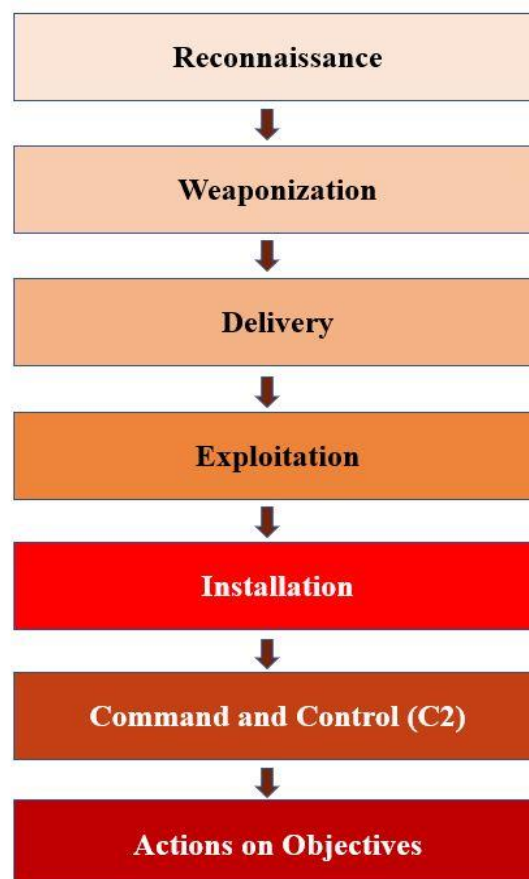 Reconnaissance
Weaponization
Delivery
Exploitation
Installation
Command and Control (C2)
Actions on Objectives